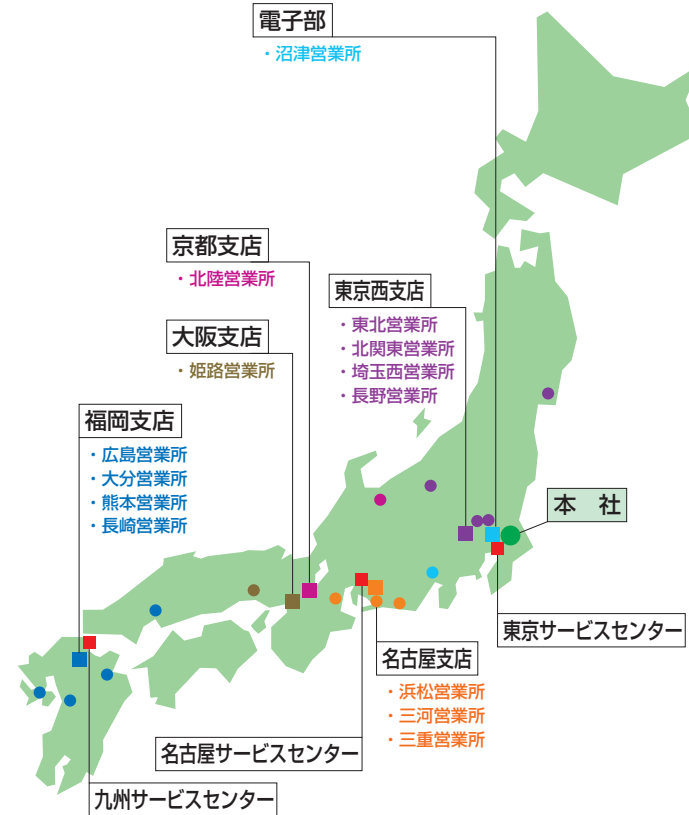 電子部
・沼津営業所
京都支店
・北陸営業所
大阪支店
・姫路営業所
東京西支店
・東北営業所
・北関東営業所
・埼玉西営業所
・長野営業所
福岡支店
・広島営業所
・大分営業所
・熊本営業所
・長崎営業所
本　社
東京サービスセンター
名古屋支店
・浜松営業所
・三河営業所
・三重営業所
名古屋サービスセンター
九州サービスセンター